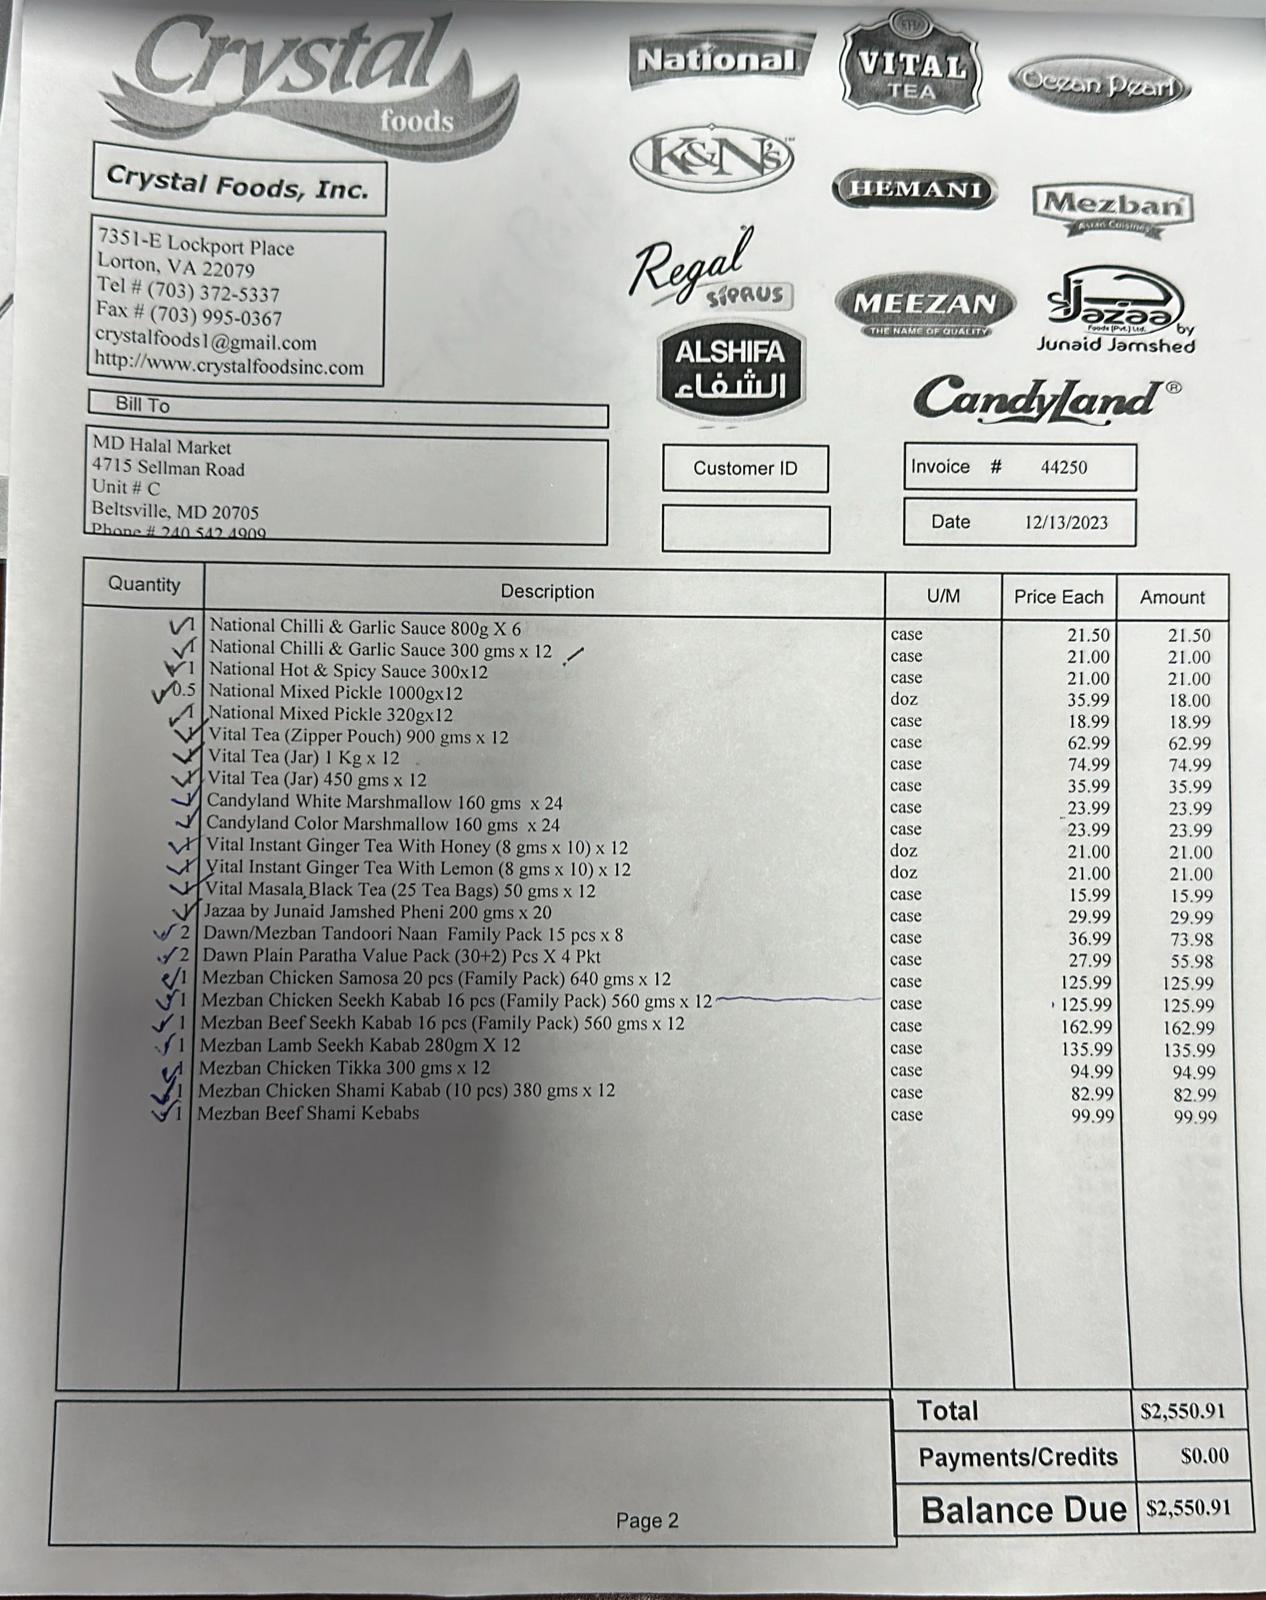 Crystal
foods
National
VITAL
TEA
Ocean Pearl
K&N's™
HEMANI
Mezban
Asian Cuisines
Regal
MEEZAN
THE NAME OF QUALITY
Jazaa
Foods (Pvt.) Ltd.
by
Junaid Jamshed
ALSHIFA
الشفاء
CandyLand®
Crystal Foods, Inc.
7351-E Lockport Place
Lorton, VA 22079
Tel # (703) 372-5337
Fax # (703) 995-0367
crystalfoods1@gmail.com
http://www.crystalfoodsinc.com
Bill To
MD Halal Market
4715 Sellman Road
Unit # C
Beltsville, MD 20705
Phone # 240 542 4909
Customer ID
Invoice # 44250
Date 12/13/2023
Quantity Description U/M Price Each Amount
1 National Chilli & Garlic Sauce 800g X 6 case 21.50 21.50
1 National Chilli & Garlic Sauce 300 gms x 12 case 21.00 21.00
1 National Hot & Spicy Sauce 300x12 case 21.00 21.00
0.5 National Mixed Pickle 1000gx12 doz 35.99 18.00
1 National Mixed Pickle 320gx12 case 18.99 18.99
1 Vital Tea (Zipper Pouch) 900 gms x 12 case 62.99 62.99
1 Vital Tea (Jar) 1 Kg x 12 case 74.99 74.99
1 Vital Tea (Jar) 450 gms x 12 case 35.99 35.99
1 Candyland White Marshmallow 160 gms x 24 case 23.99 23.99
1 Candyland Color Marshmallow 160 gms x 24 case 23.99 23.99
1 Vital Instant Ginger Tea With Honey (8 gms x 10) x 12 doz 21.00 21.00
1 Vital Instant Ginger Tea With Lemon (8 gms x 10) x 12 doz 21.00 21.00
1 Vital Masala Black Tea (25 Tea Bags) 50 gms x 12 case 15.99 15.99
1 Jazaa by Junaid Jamshed Pheni 200 gms x 20 case 29.99 29.99
2 Dawn/Mezban Tandoori Naan Family Pack 15 pcs x 8 case 36.99 73.98
2 Dawn Plain Paratha Value Pack (30+2) Pcs X 4 Pkt case 27.99 55.98
1 Mezban Chicken Samosa 20 pcs (Family Pack) 640 gms x 12 case 125.99 125.99
1 Mezban Chicken Seekh Kabab 16 pcs (Family Pack) 560 gms x 12 case 125.99 125.99
1 Mezban Beef Seekh Kabab 16 pcs (Family Pack) 560 gms x 12 case 162.99 162.99
1 Mezban Lamb Seekh Kabab 280gm X 12 case 135.99 135.99
1 Mezban Chicken Tikka 300 gms x 12 case 94.99 94.99
1 Mezban Chicken Shami Kabab (10 pcs) 380 gms x 12 case 82.99 82.99
1 Mezban Beef Shami Kebabs case 99.99 99.99
Total $2,550.91
Payments/Credits $0.00
Balance Due $2,550.91
Page 2